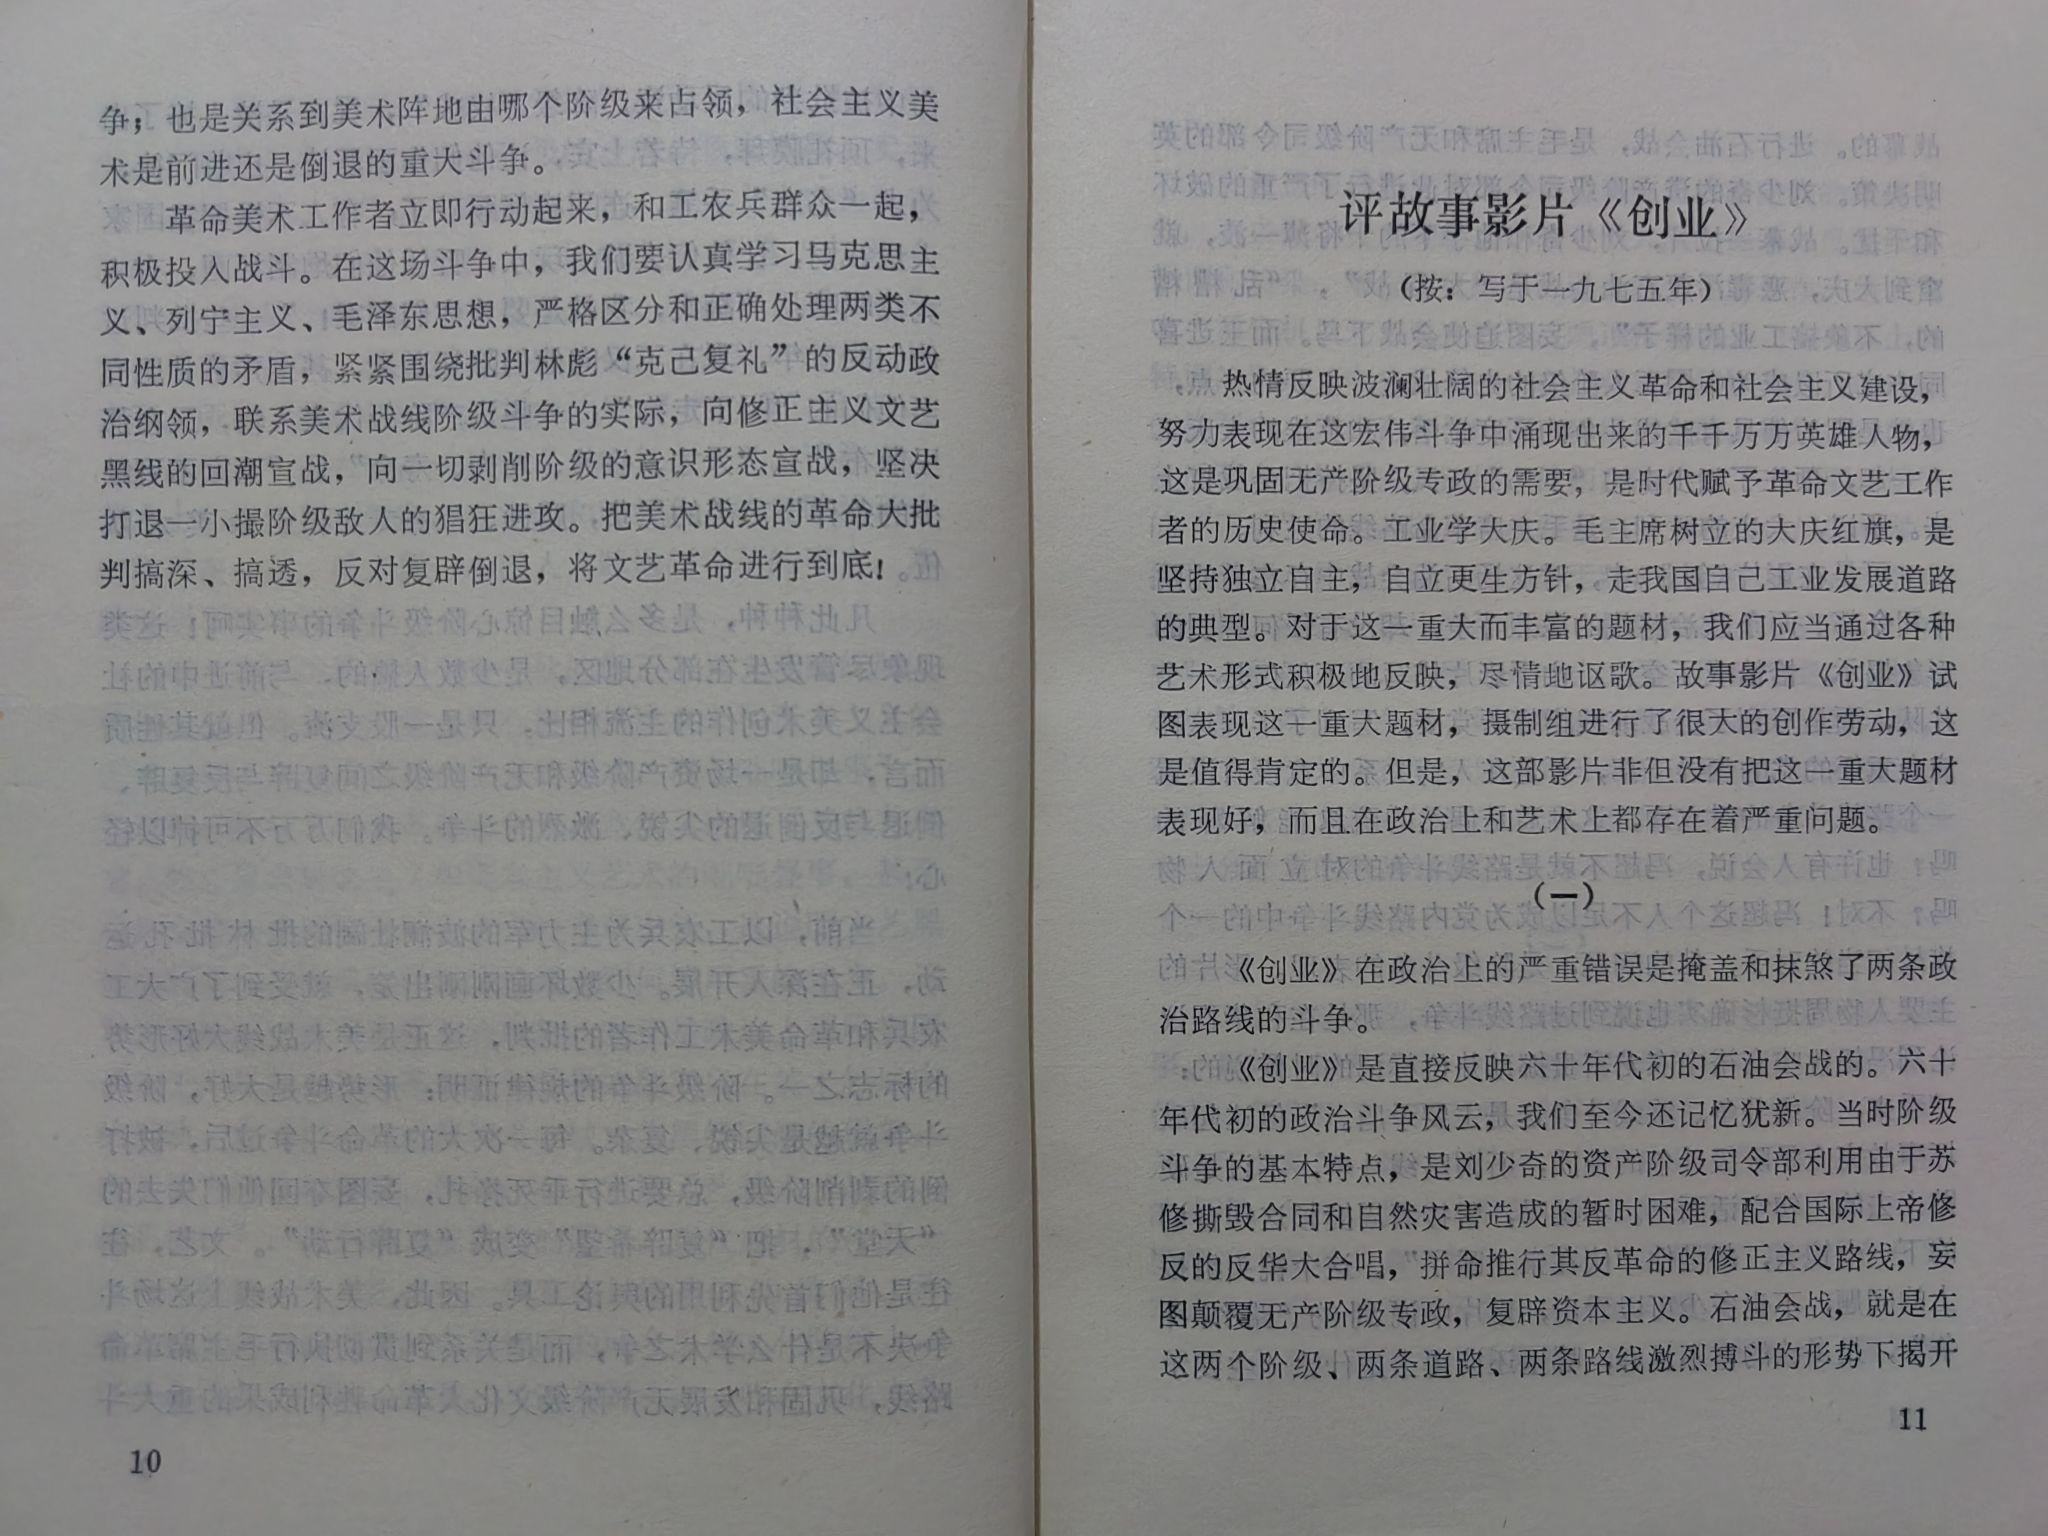 争；也是关系到美术阵地由哪个阶级来占领，社会主义美
术是前进还是倒退的重大斗争。
革命美术工作者立即行动起来，和工农兵群众一起，
积极投入战斗。在这场斗争中，我们要认真学习马克思主
义、列宁主义、毛泽东思想，严格区分和正确处理两类不
同性质的矛盾，紧紧围绕批判林彪“克己复礼”的反动政
治纲领，联系美术战线阶级斗争的实际，向修正主义文艺
黑线的回潮宣战，向一切剥削阶级的意识形态宣战，坚决
打退一小撮阶级敌人的猖狂进攻。把美术战线的革命大批
判搞深、搞透，反对复辟倒退，将文艺革命进行到底！
10
评故事影片《创业》
（按：写于一九七五年）
热情反映波澜壮阔的社会主义革命和社会主义建设，
努力表现在这宏伟斗争中涌现出来的千千万万英雄人物，
这是巩固无产阶级专政的需要，是时代赋予革命文艺工作
者的历史使命。工业学大庆。毛主席树立的大庆红旗，是
坚持独立自主，自立更生方针，走我国自己工业发展道路
的典型。对于这一重大而丰富的题材，我们应当通过各种
艺术形式积极地反映，尽情地讴歌。故事影片《创业》试
图表现这一重大题材，摄制组进行了很大的创作劳动，这
是值得肯定的。但是，这部影片非但没有把这一重大题材
表现好，而且在政治上和艺术上都存在着严重问题。
（一）
《创业》在政治上的严重错误是掩盖和抹煞了两条政
治路线的斗争。
《创业》是直接反映六十年代初的石油会战的。六十
年代初的政治斗争风云，我们至今还记忆犹新。当时阶级
斗争的基本特点，是刘少奇的资产阶级司令部利用由于苏
修撕毁合同和自然灾害造成的暂时困难，配合国际上帝修
反的反华大合唱，”拼命推行其反革命的修正主义路线，妄
图颠覆无产阶级专政，复辟资本主义。石油会战，就是在
这两个阶级、两条道路、两条路线激烈搏斗的形势下揭开
11